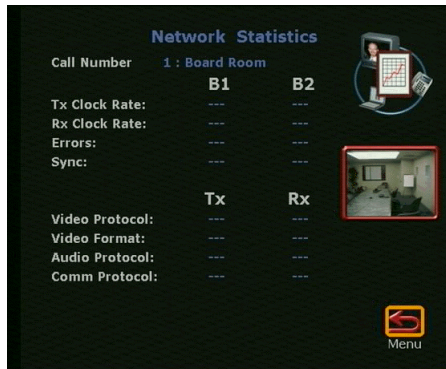 Network Statistics
Call Number 1 : Board Room
B1 B2
Tx Clock Rate: --- ---
Rx Clock Rate: --- ---
Errors: --- ---
Sync: --- ---
Tx Rx
Video Protocol: --- ---
Video Format: --- ---
Audio Protocol: --- ---
Comm Protocol: --- ---
Menu